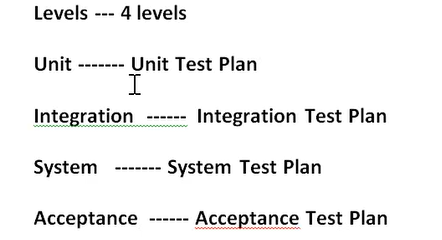 Levels --- 4 levels
Unit ------- Unit Test Plan
Integration ------ Integration Test Plan
System ------- System Test Plan
Acceptance ------ Acceptance Test Plan